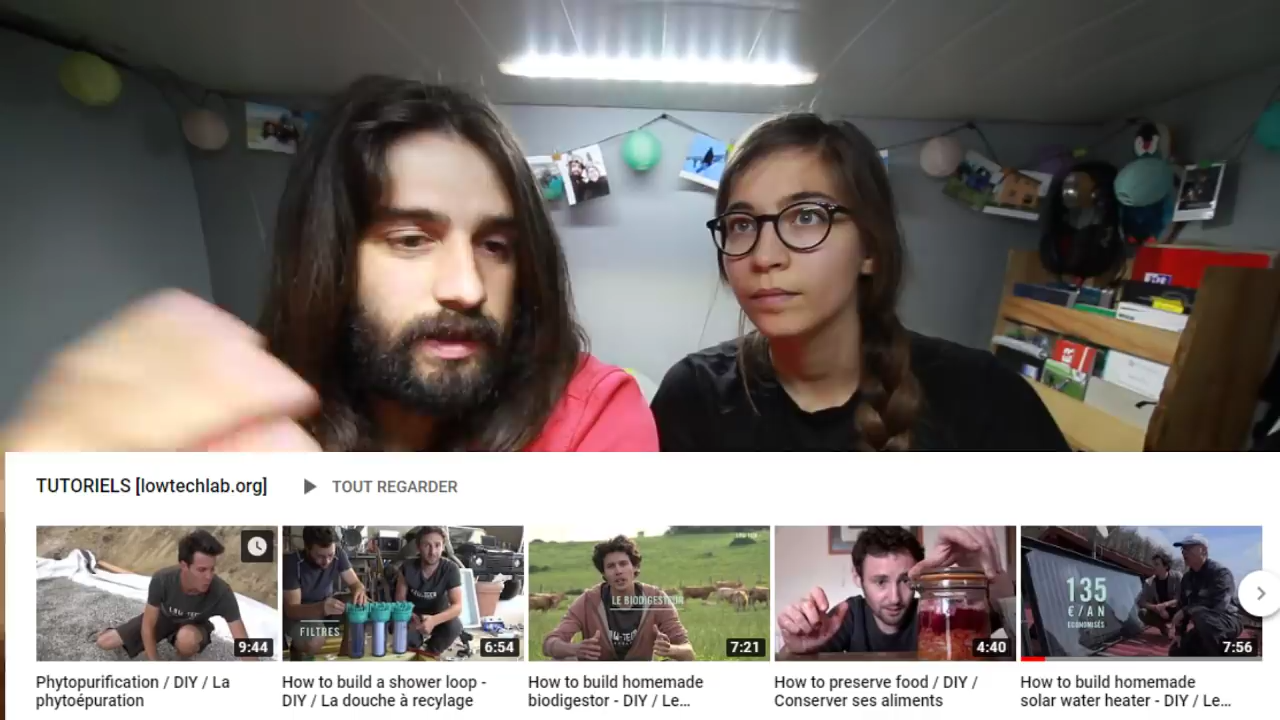 TUTORIELS [lowtechlab.org] TOUT REGARDER
FILTRES
LE BIODIGESTEUR
135
€/AN
ECONOMISÉS
9:44
6:54
7:21
4:40
7:56
Phytopurification / DIY / La
phytoépuration
How to build a shower loop -
DIY / La douche à recylage
How to build homemade
biodigestor - DIY / Le...
How to preserve food / DIY /
Conserver ses aliments
How to build homemade
solar water heater - DIY / Le...